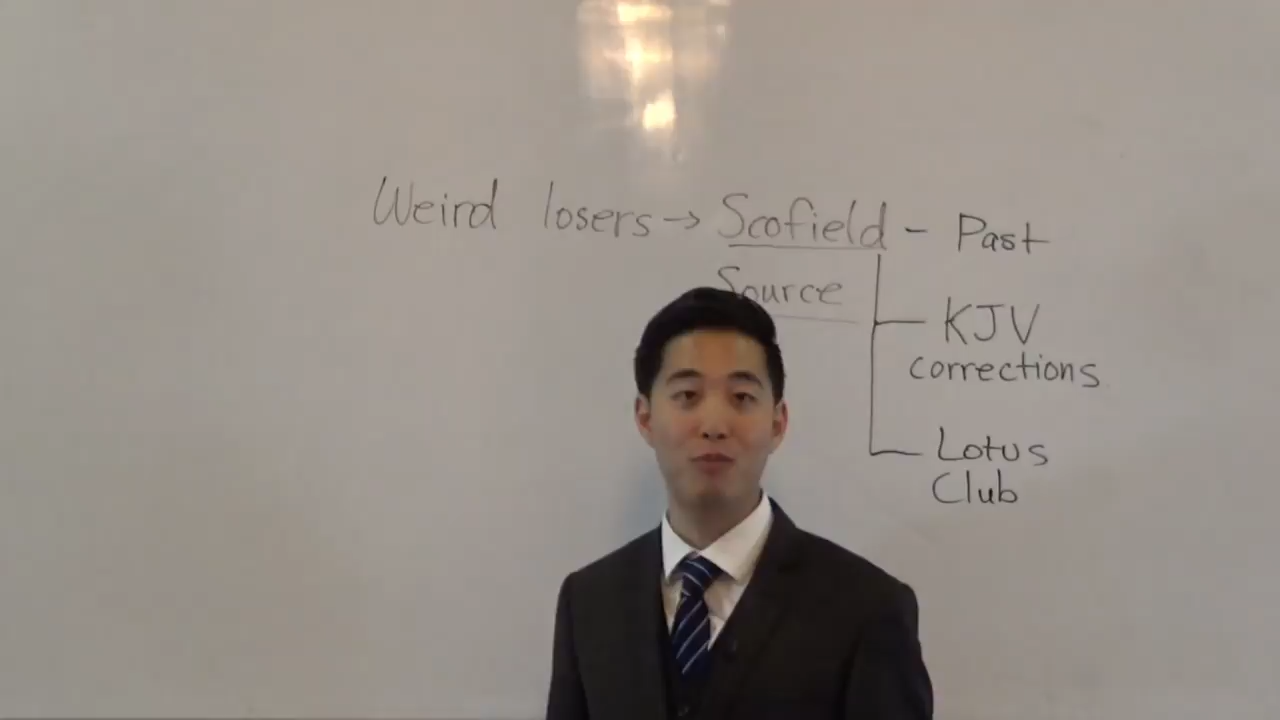 Weird losers → Scofield - Past
Source
KJV
corrections
Lotus
Club